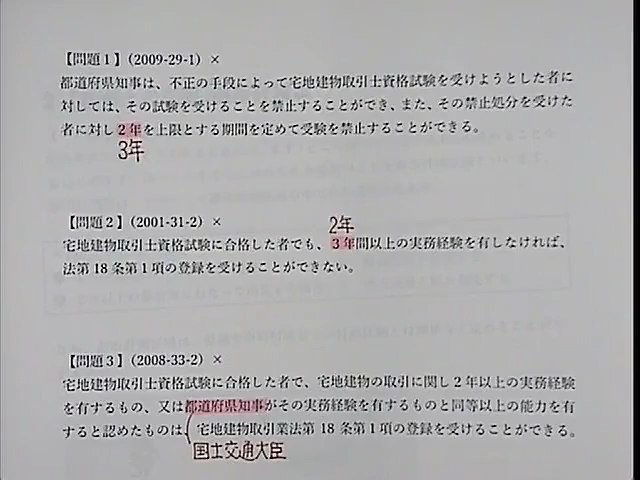 【問題1】(2009-29-1) ×
都道府県知事は、不正の手段によって宅地建物取引士資格試験を受けようとした者に
対しては、その試験を受けることを禁止することができ、また、その禁止処分を受けた
者に対し2年を上限とする期間を定めて受験を禁止することができる。
3年
【問題2】(2001-31-2) ×
2年
宅地建物取引士資格試験に合格した者でも、3年間以上の実務経験を有しなければ、
法第18条第1項の登録を受けることができない。
【問題3】(2008-33-2) ×
宅地建物取引士資格試験に合格した者で、宅地建物の取引に関し2年以上の実務経験
を有するもの、又は都道府県知事がその実務経験を有するものと同等以上の能力を有
すると認めたものは、宅地建物取引業法第18条第1項の登録を受けることができる。
国土交通大臣